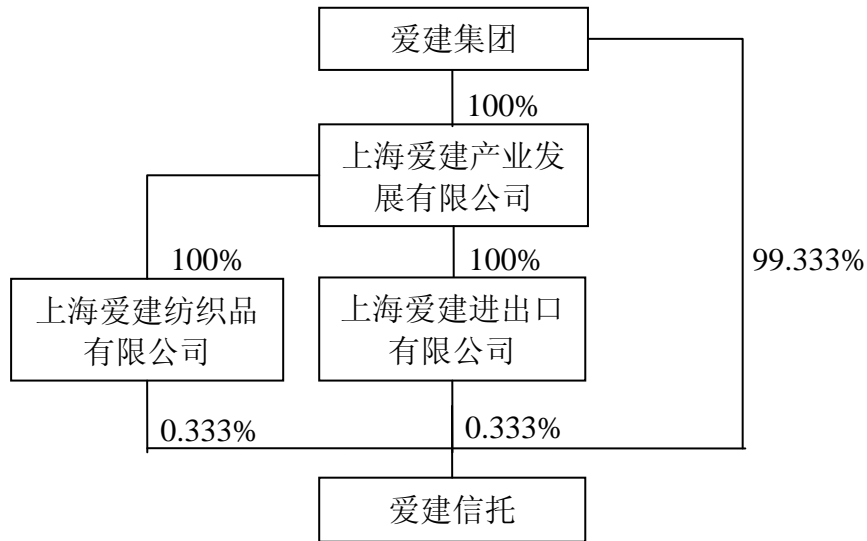 爱建集团
100%
上海爱建产业发
展有限公司
100%
100%
99.333%
上海爱建纺织品
有限公司
上海爱建进出口
有限公司
0.333%
0.333%
爱建信托